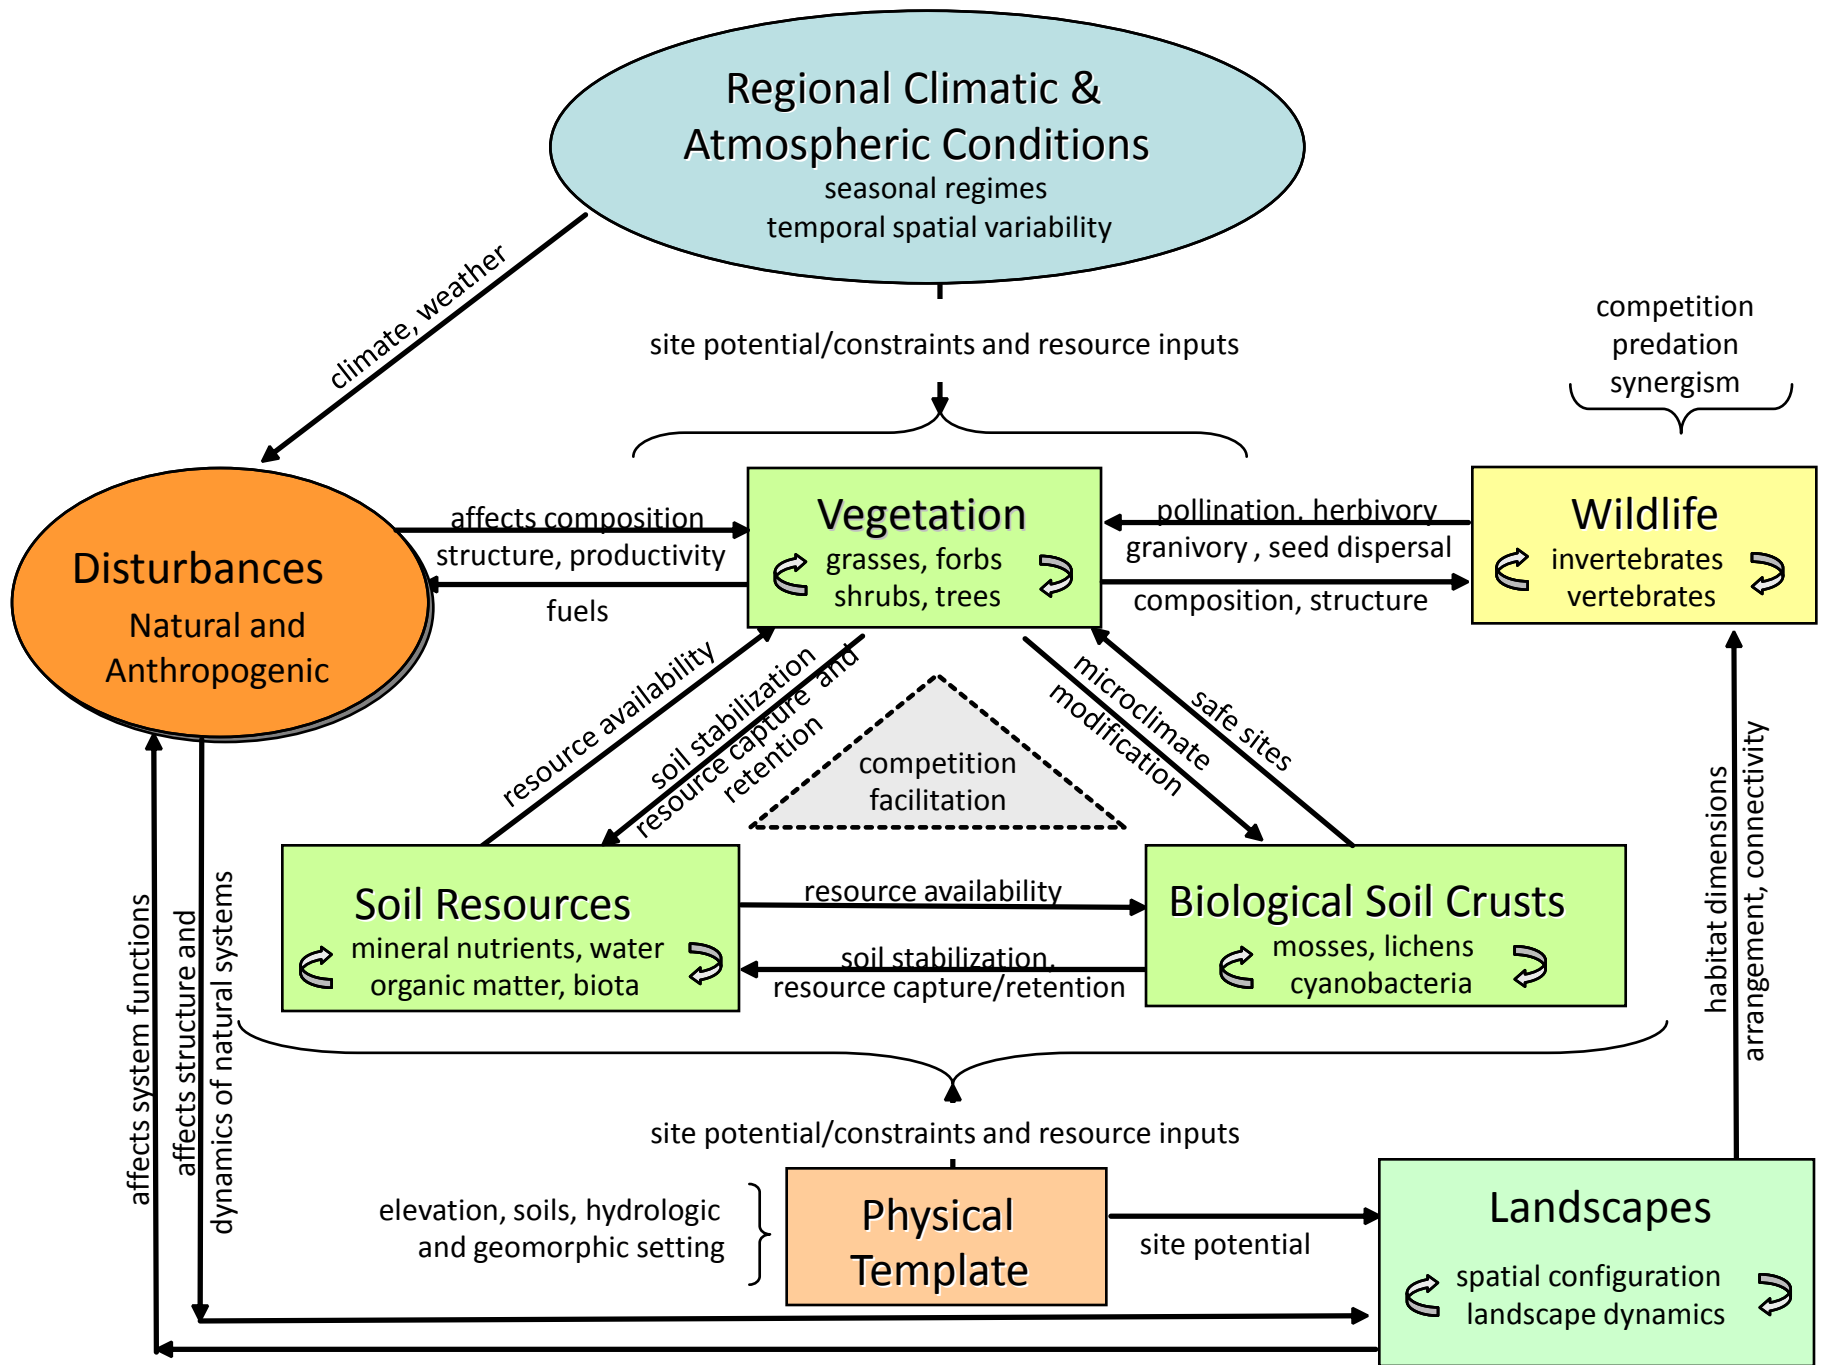 Regional Climatic &
Atmospheric Conditions
seasonal regimes
temporal spatial variability
climate, weather
site potential/constraints and resource inputs
competition
predation
synergism
Disturbances
Natural and
Anthropogenic
affects composition
structure, productivity
fuels
Vegetation
grasses, forbs
shrubs, trees
pollination, herbivory
granivory , seed dispersal
composition, structure
Wildlife
invertebrates
vertebrates
resource availability
soil stabilization
resource capture and
retention
competition
facilitation
microclimate
modification
safe sites
Soil Resources
mineral nutrients, water
organic matter, biota
resource availability
soil stabilization,
resource capture/retention
Biological Soil Crusts
mosses, lichens
cyanobacteria
habitat dimensions
arrangement, connectivity
affects system functions
affects structure and
dynamics of natural systems
site potential/constraints and resource inputs
elevation, soils, hydrologic
and geomorphic setting
Physical
Template
site potential
Landscapes
spatial configuration
landscape dynamics